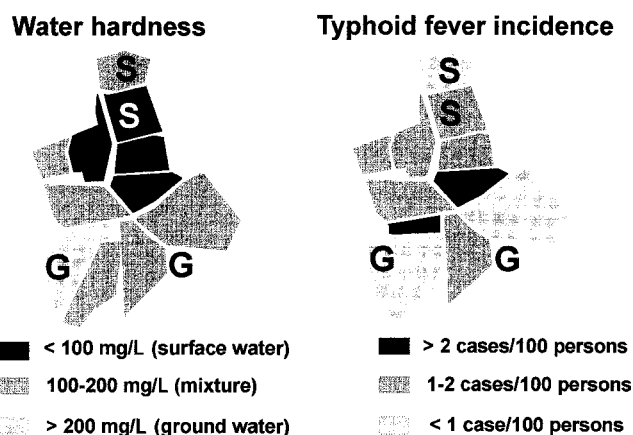 Water hardness
Typhoid fever incidence
S
S
S
S
G
G
G
G
< 100 mg/L (surface water)
> 2 cases/100 persons
100-200 mg/L (mixture)
1-2 cases/100 persons
> 200 mg/L (ground water)
< 1 case/100 persons